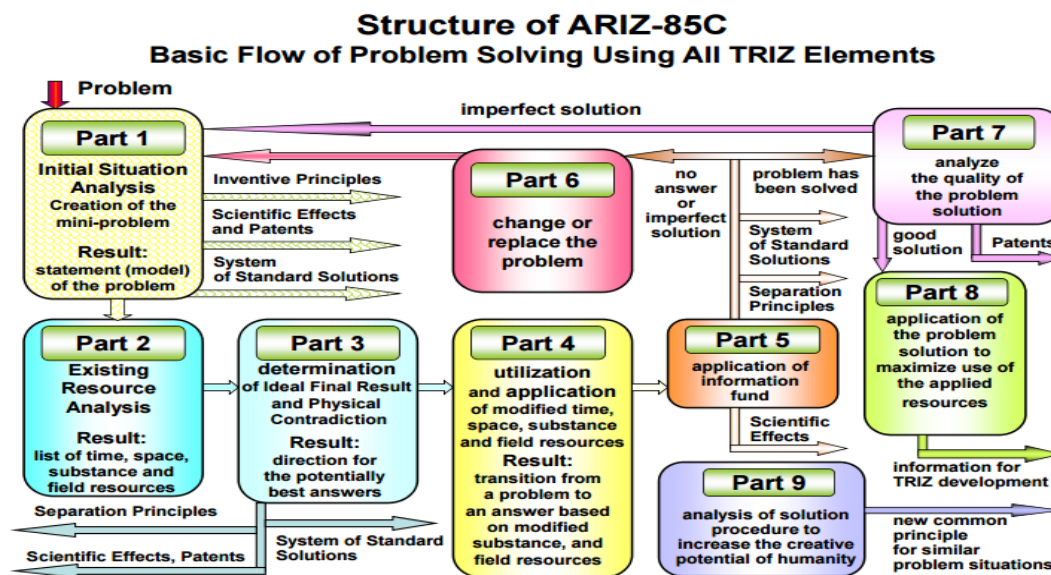 Structure of ARIZ-85C
Basic Flow of Problem Solving Using All TRIZ Elements
Problem
imperfect solution
Part 1
Initial Situation
Analysis
Creation of the
mini-problem
Result:
statement (model)
of the problem
Inventive Principles
Scientific Effects
and Patents
System
of Standard Solutions
Part 6
change or
replace the
problem
no
answer
or
imperfect
solution
problem has
been solved
System
of Standard
Solutions
Separation
Principles
Part 7
analyze
the quality of
the problem
solution
good
solution
Patents
Part 8
application of
the problem
solution to
maximize use of
the applied
resources
information for
TRIZ development
Part 2
Existing
Resource
Analysis
Result:
list of time, space,
substance and
field resources
Part 3
determination
of Ideal Final Result
and Physical
Contradiction
Result:
direction for
the potentially
best answers
Separation Principles
Scientific Effects, Patents
System of Standard
Solutions
Part 4
utilization
and application
of modified time,
space, substance
and field resources
Result:
transition from
a problem to
an answer based
on modified
substance, and
field resources
Part 5
application of
information
fund
Scientific
Effects
Part 9
analysis of solution
procedure to
increase the creative
potential of humanity
new common
principle
for similar
problem situations